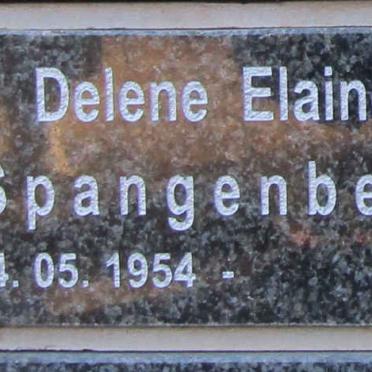 Delene Elain
Spangenbe
4. 05. 1954 -